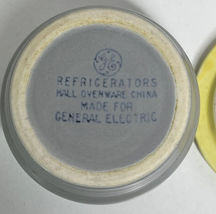 GE
REFRIGERATORS
HALL OVENWARE CHINA
MADE FOR
GENERAL ELECTRIC